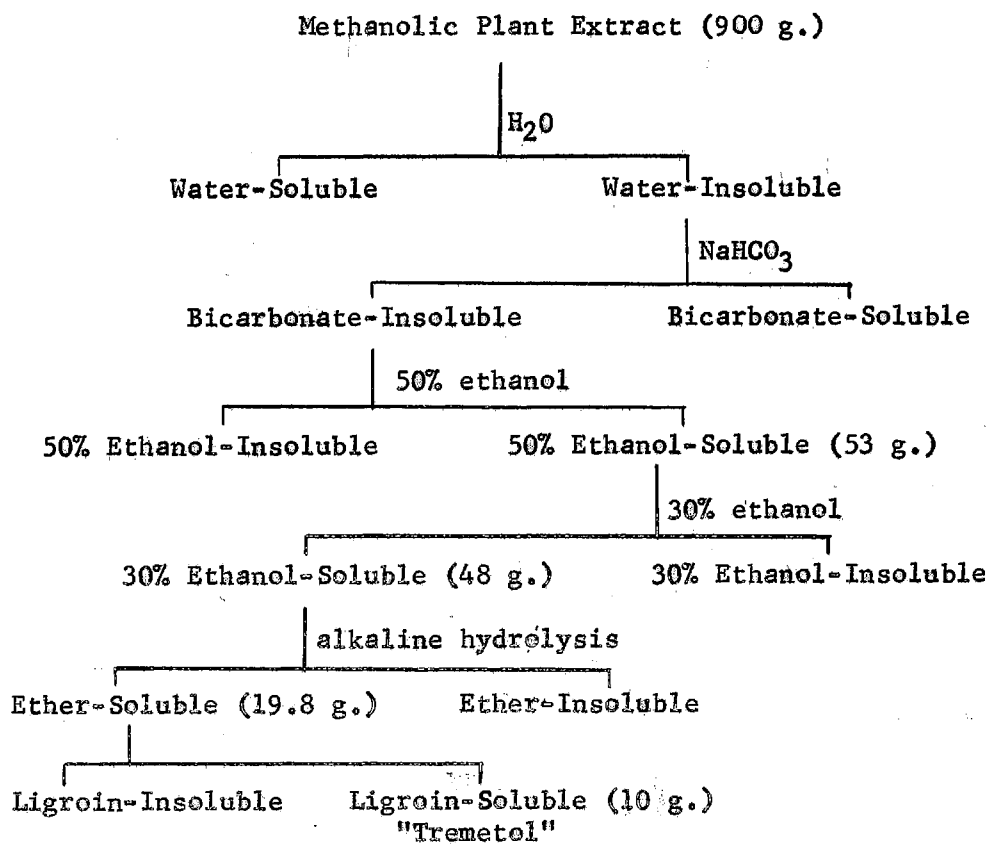 Methanolic Plant Extract (900 g.)
H2O
Water-Soluble
Water-Insoluble
NaHCO3
Bicarbonate-Insoluble
Bicarbonate-Soluble
50% ethanol
50% Ethanol-Insoluble
50% Ethanol-Soluble (53 g.)
30% ethanol
30% Ethanol-Soluble (48 g.)
30% Ethanol-Insoluble
alkaline hydrolysis
Ether-Soluble (19.8 g.)
Ether-Insoluble
Ligroin-Insoluble
Ligroin-Soluble (10 g.)
"Tremetol"